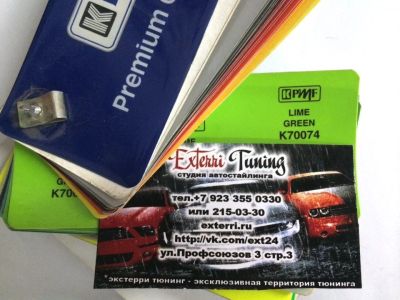 K
Premium
KPMF
LIME
GREEN
K70074
K700
Exterri Tuning
студия автостайлинга
тел.+7 923 355 0330
или 215-03-30
exterri.ru
http://vk.com/ext24
ул.Профсоюзов 3 стр.3
"экстерри тюнинг - эксклюзивная территория тюнинга